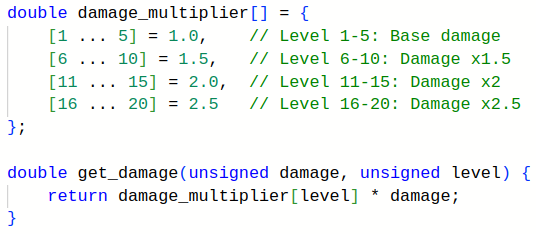 double damage_multiplier[] = {
    [1 ... 5] = 1.0,    // Level 1-5: Base damage
    [6 ... 10] = 1.5,   // Level 6-10: Damage x1.5
    [11 ... 15] = 2.0,  // Level 11-15: Damage x2
    [16 ... 20] = 2.5   // Level 16-20: Damage x2.5
};

double get_damage(unsigned damage, unsigned level) {
    return damage_multiplier[level] * damage;
}